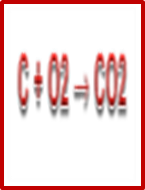 C + O2 → CO2